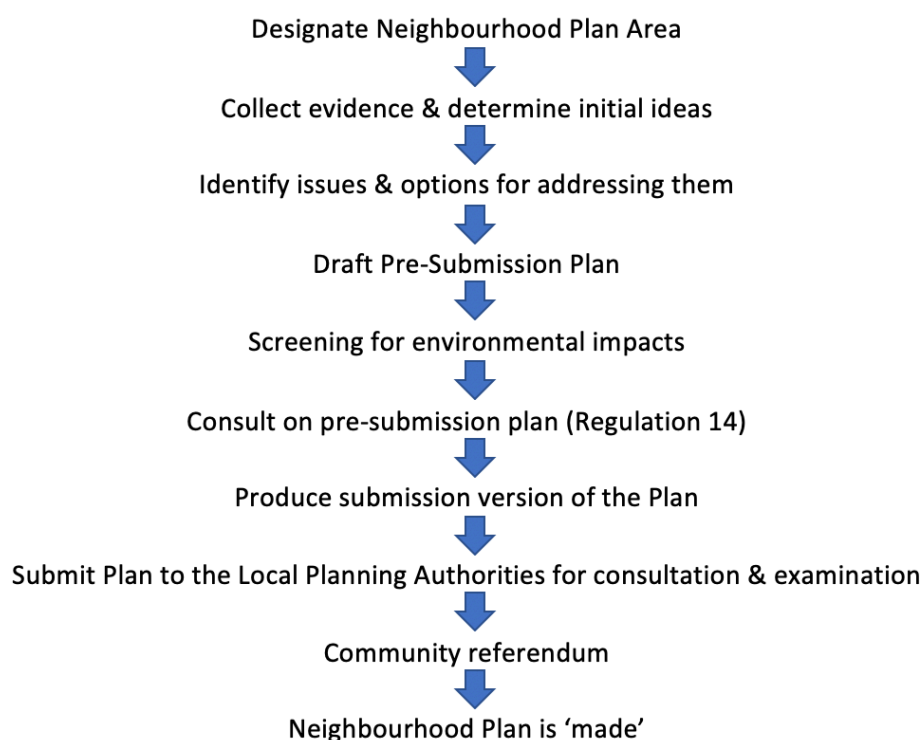 Designate Neighbourhood Plan Area
Collect evidence & determine initial ideas
Identify issues & options for addressing them
Draft Pre-Submission Plan
Screening for environmental impacts
Consult on pre-submission plan (Regulation 14)
Produce submission version of the Plan
Submit Plan to the Local Planning Authorities for consultation & examination
Community referendum
Neighbourhood Plan is ‘made’